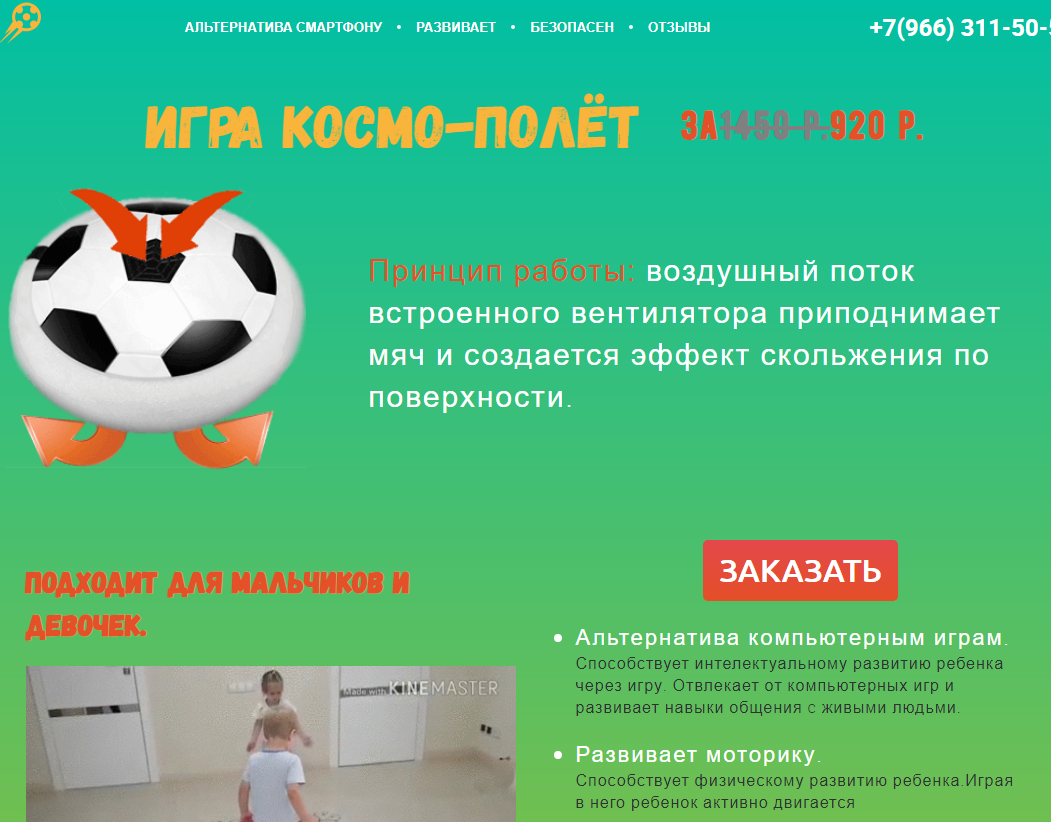 АЛЬТЕРНАТИВА СМАРТФОНУ • РАЗВИВАЕТ • БЕЗОПАСЕН • ОТЗЫВЫ
+7(966) 311-50-
ИГРА КОСМО-ПОЛЁТ
ЗА1450 Р.920 Р.
Принцип работы: воздушный поток
встроенного вентилятора приподнимает
мяч и создается эффект скольжения по
поверхности.
ПОДХОДИТ ДЛЯ МАЛЬЧИКОВ И
ДЕВОЧЕК.
Made with KINEMASTER
ЗАКАЗАТЬ
• Альтернатива компьютерным играм.
Способствует интелектуальному развитию ребенка
через игру. Отвлекает от компьютерных игр и
развивает навыки общения с живыми людьми.
• Развивает моторику.
Способствует физическому развитию ребенка.Играя
в него ребенок активно двигается